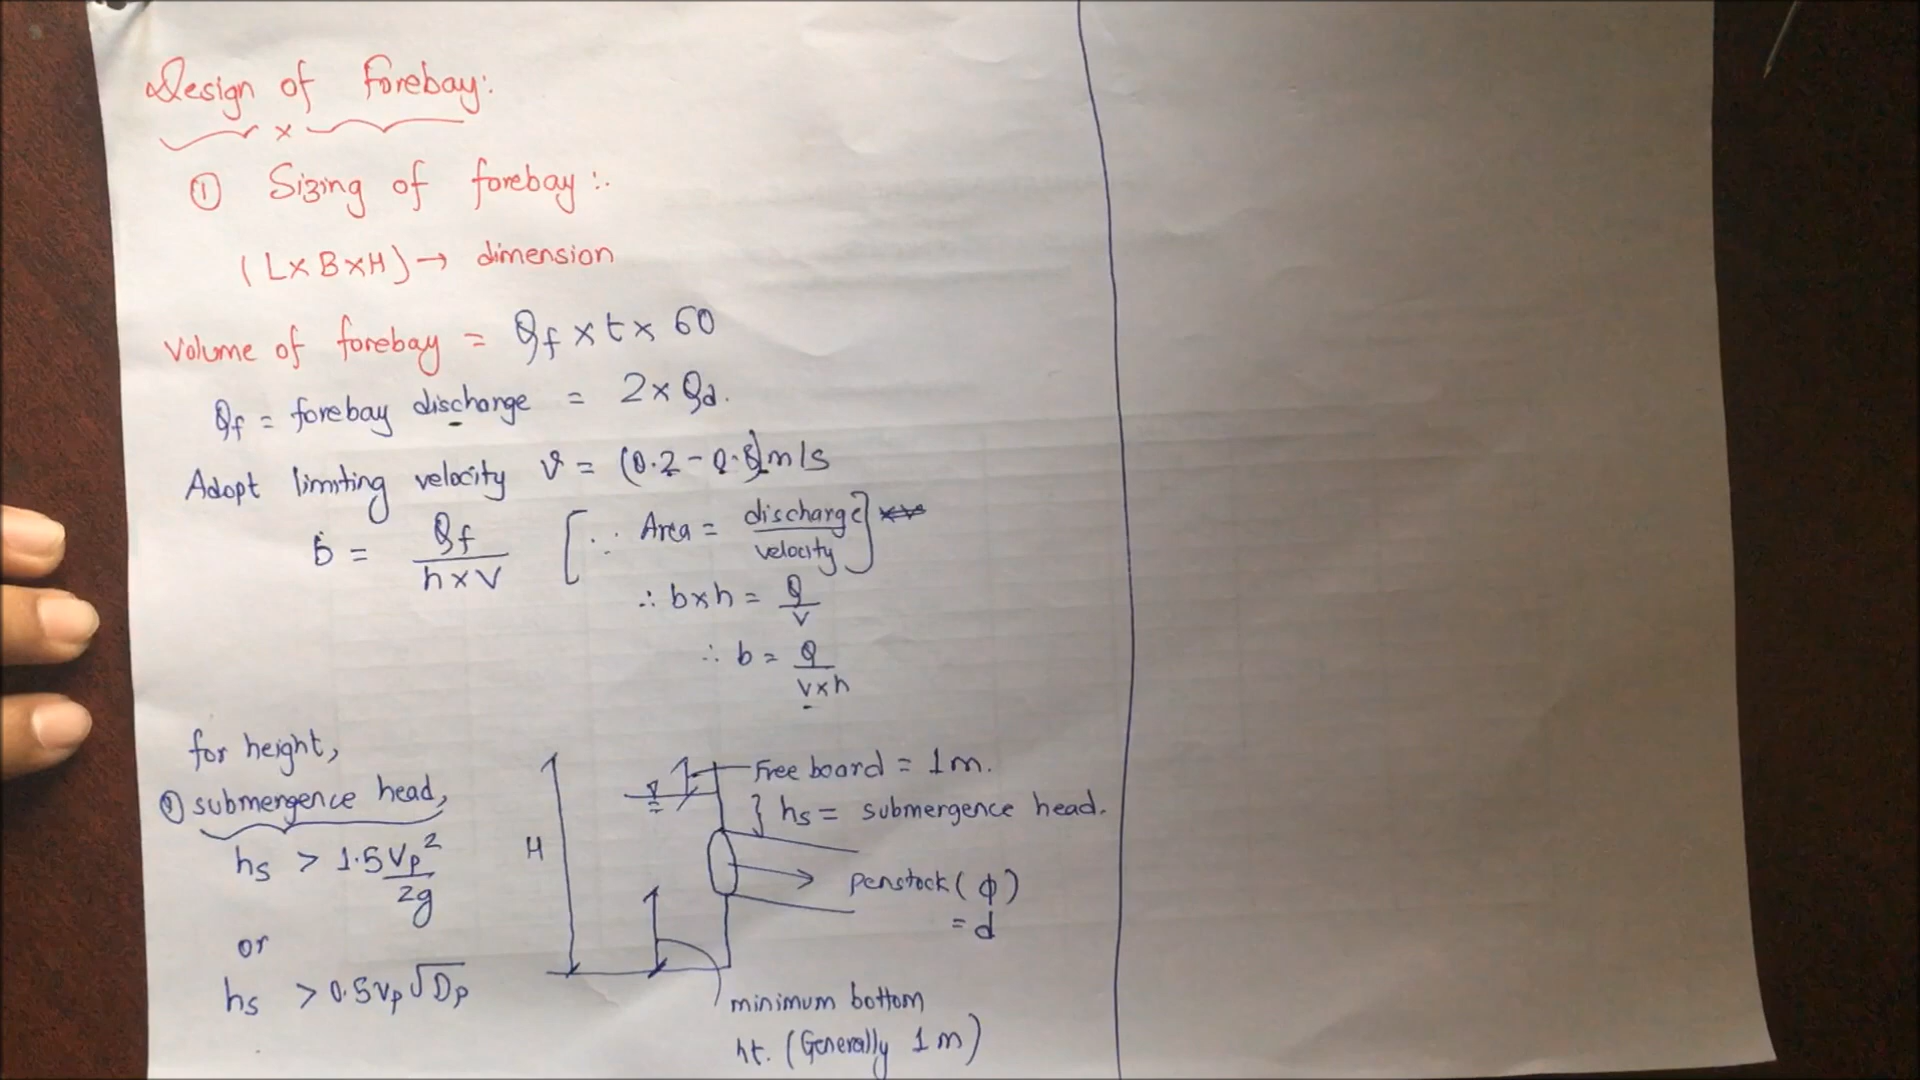 Design of Forebay:
① Sizing of forebay :.
(L×B×H) → dimension
Volume of forebay = Qf × t × 60
Qf = forebay discharge = 2 × Qd.
Adopt limiting velocity v = (0.2 - 0.8) m/s
b = Qf / h×v [∵ Area = discharge / velocity]
∴ b×h = Q / v
∴ b = Q / v×h
for height,
submergence head,
hs > 1.5 Vp² / 2g
or
hs > 0.5 Vp √Dp
Free board = 1m.
} hs = submergence head.
H
penstock (ϕ)
= d
minimum bottom
ht. (Generally 1m)